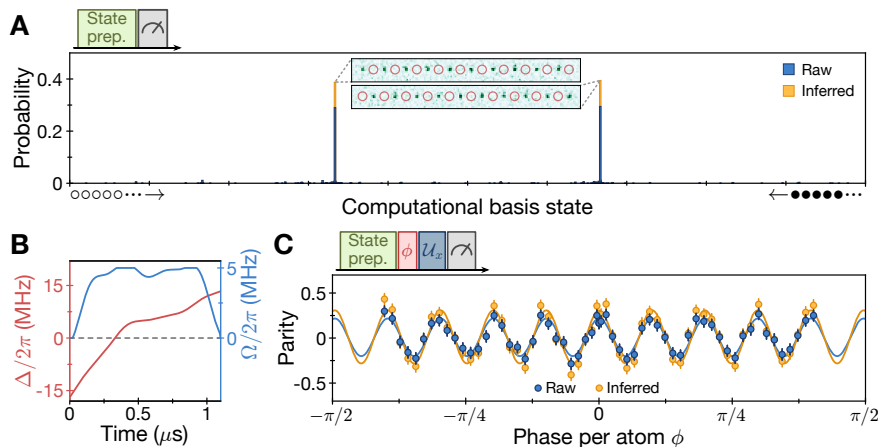 A
State
prep.
Probability
0.4
0.2
0
Raw
Inferred
Computational basis state
B
Δ/2π (MHz)
15
0
-15
5
0
Ω/2π (MHz)
0
0.5
1
Time (μs)
C
State
prep.
ϕ
𝒰ₓ
Parity
0.5
0
-0.5
Raw
Inferred
−π/2
−π/4
0
π/4
π/2
Phase per atom ϕ